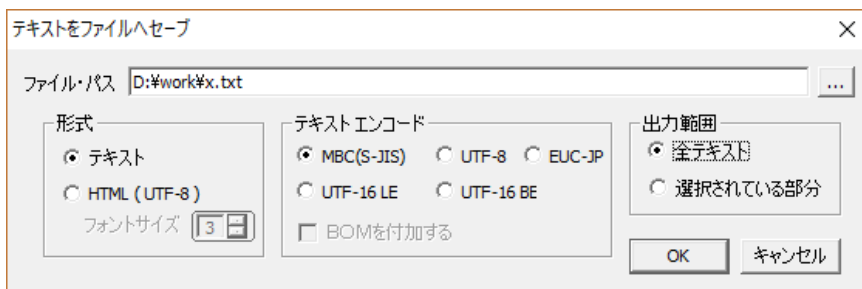 テキストをファイルへセーブ
ファイル・パス D:¥work¥x.txt ...
形式
テキスト
HTML ( UTF-8 )
フォントサイズ 3
テキスト エンコード
MBC(S-JIS) UTF-8 EUC-JP
UTF-16 LE UTF-16 BE
BOMを付加する
出力範囲
全テキスト
選択されている部分
OK キャンセル